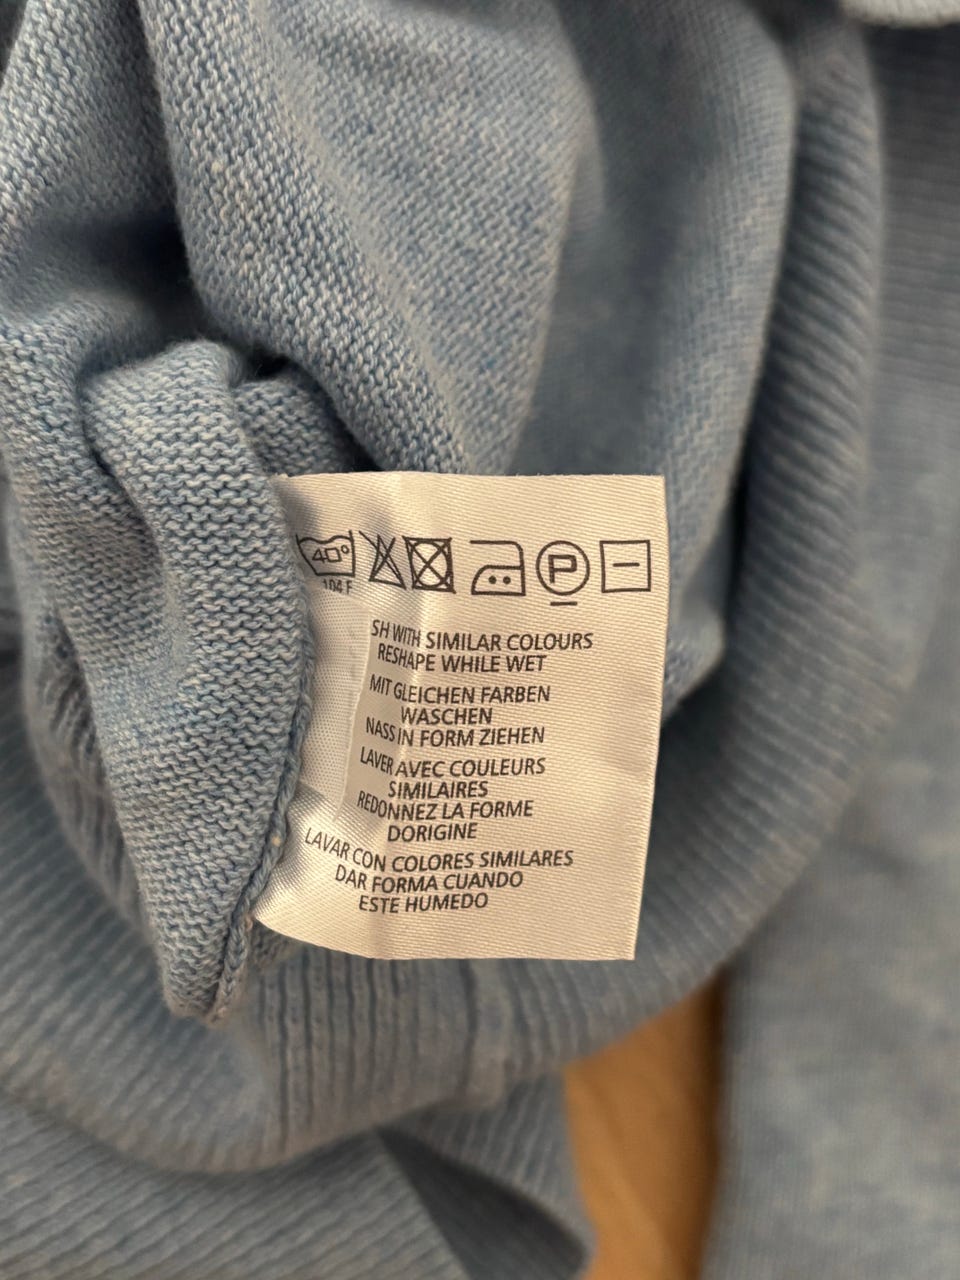 40°
104 F
P
SH WITH SIMILAR COLOURS
RESHAPE WHILE WET
MIT GLEICHEN FARBEN
WASCHEN
NASS IN FORM ZIEHEN
LAVER AVEC COULEURS
SIMILAIRES
REDONNEZ LA FORME
DORIGINE
LAVAR CON COLORES SIMILARES
DAR FORMA CUANDO
ESTE HUMEDO